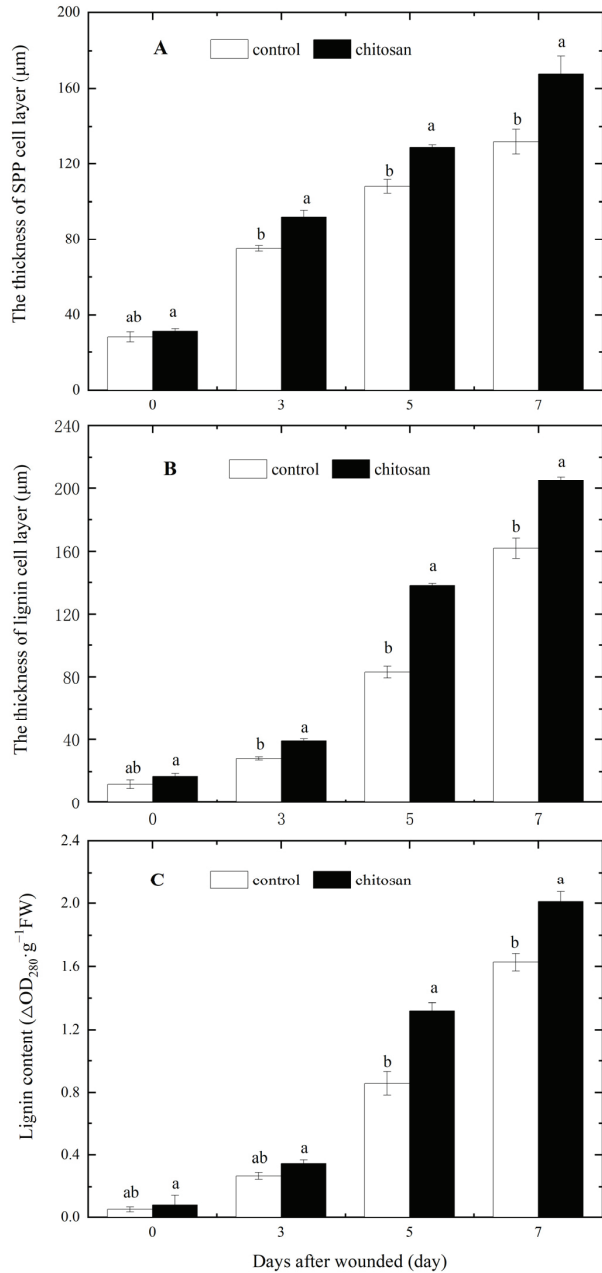 200
160
120
80
40
0
The thickness of SPP cell layer (μm)
A
control
chitosan
ab
a
b
a
b
a
b
a
0
3
5
7
240
200
160
120
80
40
0
The thickness of lignin cell layer (μm)
B
control
chitosan
ab
a
b
a
b
a
b
a
0
3
5
7
2.4
2.0
1.6
1.2
0.8
0.4
0.0
Lignin content (△OD₂₈₀·g⁻¹FW)
C
control
chitosan
ab
a
ab
a
b
a
b
a
0
3
5
7
Days after wounded (day)